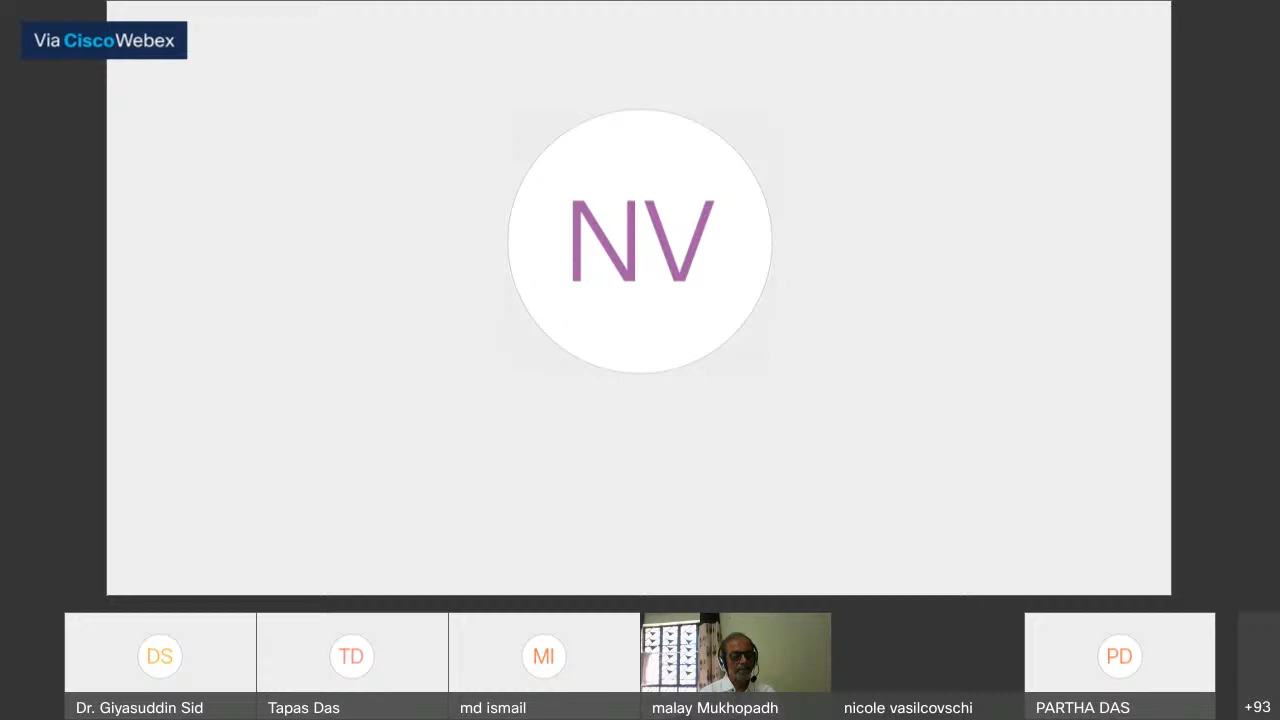 Via CiscoWebex
NV
DS
TD
MI
PD
Dr. Giyasuddin Sid
Tapas Das
md ismail
malay Mukhopadh
nicole vasilcovschi
PARTHA DAS
+93